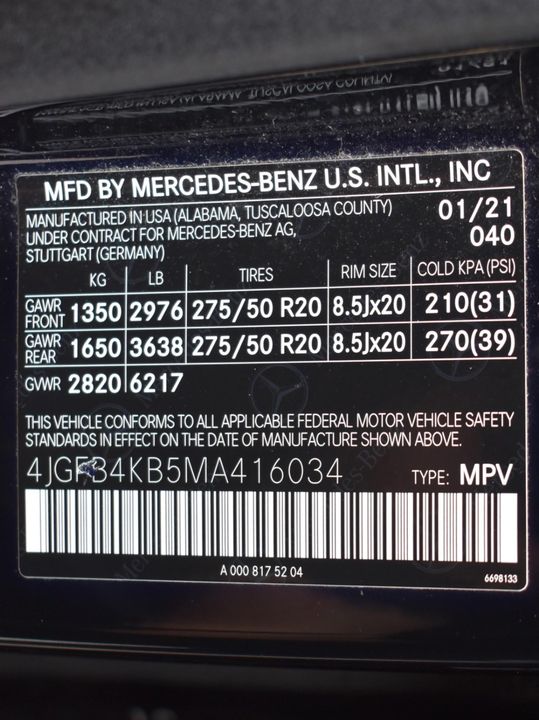 MFD BY MERCEDES-BENZ U.S. INTL., INC
MANUFACTURED IN USA (ALABAMA, TUSCALOOSA COUNTY) 01/21
UNDER CONTRACT FOR MERCEDES-BENZ AG, 040
STUTTGART (GERMANY)
KG LB TIRES RIM SIZE COLD KPA (PSI)
GAWR FRONT 1350 2976 275/50 R20 8.5Jx20 210(31)
GAWR REAR 1650 3638 275/50 R20 8.5Jx20 270(39)
GVWR 2820 6217
THIS VEHICLE CONFORMS TO ALL APPLICABLE FEDERAL MOTOR VEHICLE SAFETY
STANDARDS IN EFFECT ON THE DATE OF MANUFACTURE SHOWN ABOVE.
4JGFB4KB5MA416034 TYPE: MPV
A 000 817 52 04
6698133